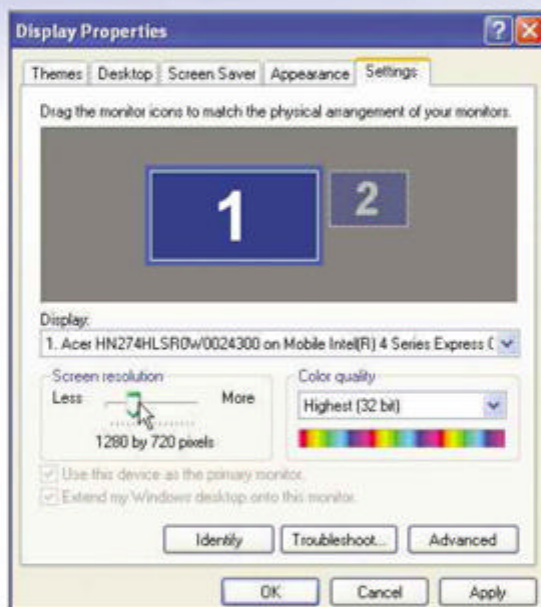 Display Properties
Themes Desktop Screen Saver Appearance Settings
Drag the monitor icons to match the physical arrangement of your monitors.
1 2
Display:
1. Acer HN274HLSR0W0024300 on Mobile Intel(R) 4 Series Express C
Screen resolution
Less More
1280 by 720 pixels
Color quality
Highest (32 bit)
Use this device as the primary monitor.
Extend my Windows desktop onto this monitor.
Identify Troubleshoot... Advanced
OK Cancel Apply